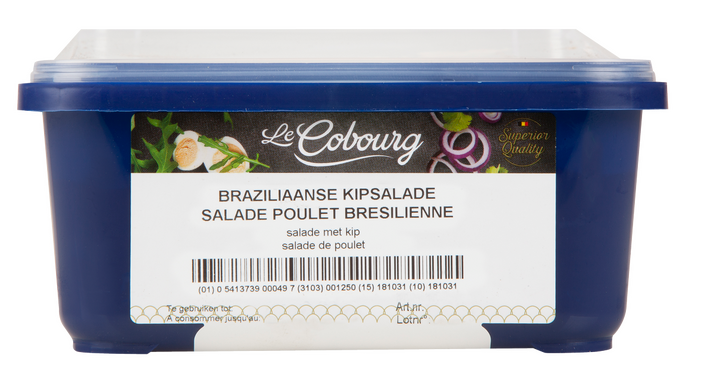 Le Cobourg
Superior
Quality
BRAZILIAANSE KIPSALADE
SALADE POULET BRESILIENNE
salade met kip
salade de poulet
(01) 0 5413739 00049 7 (3103) 001250 (15) 181031 (10) 181031
Te gebruiken tot:
A consommer jusqu'au:
Art.nr.
Lotnr°